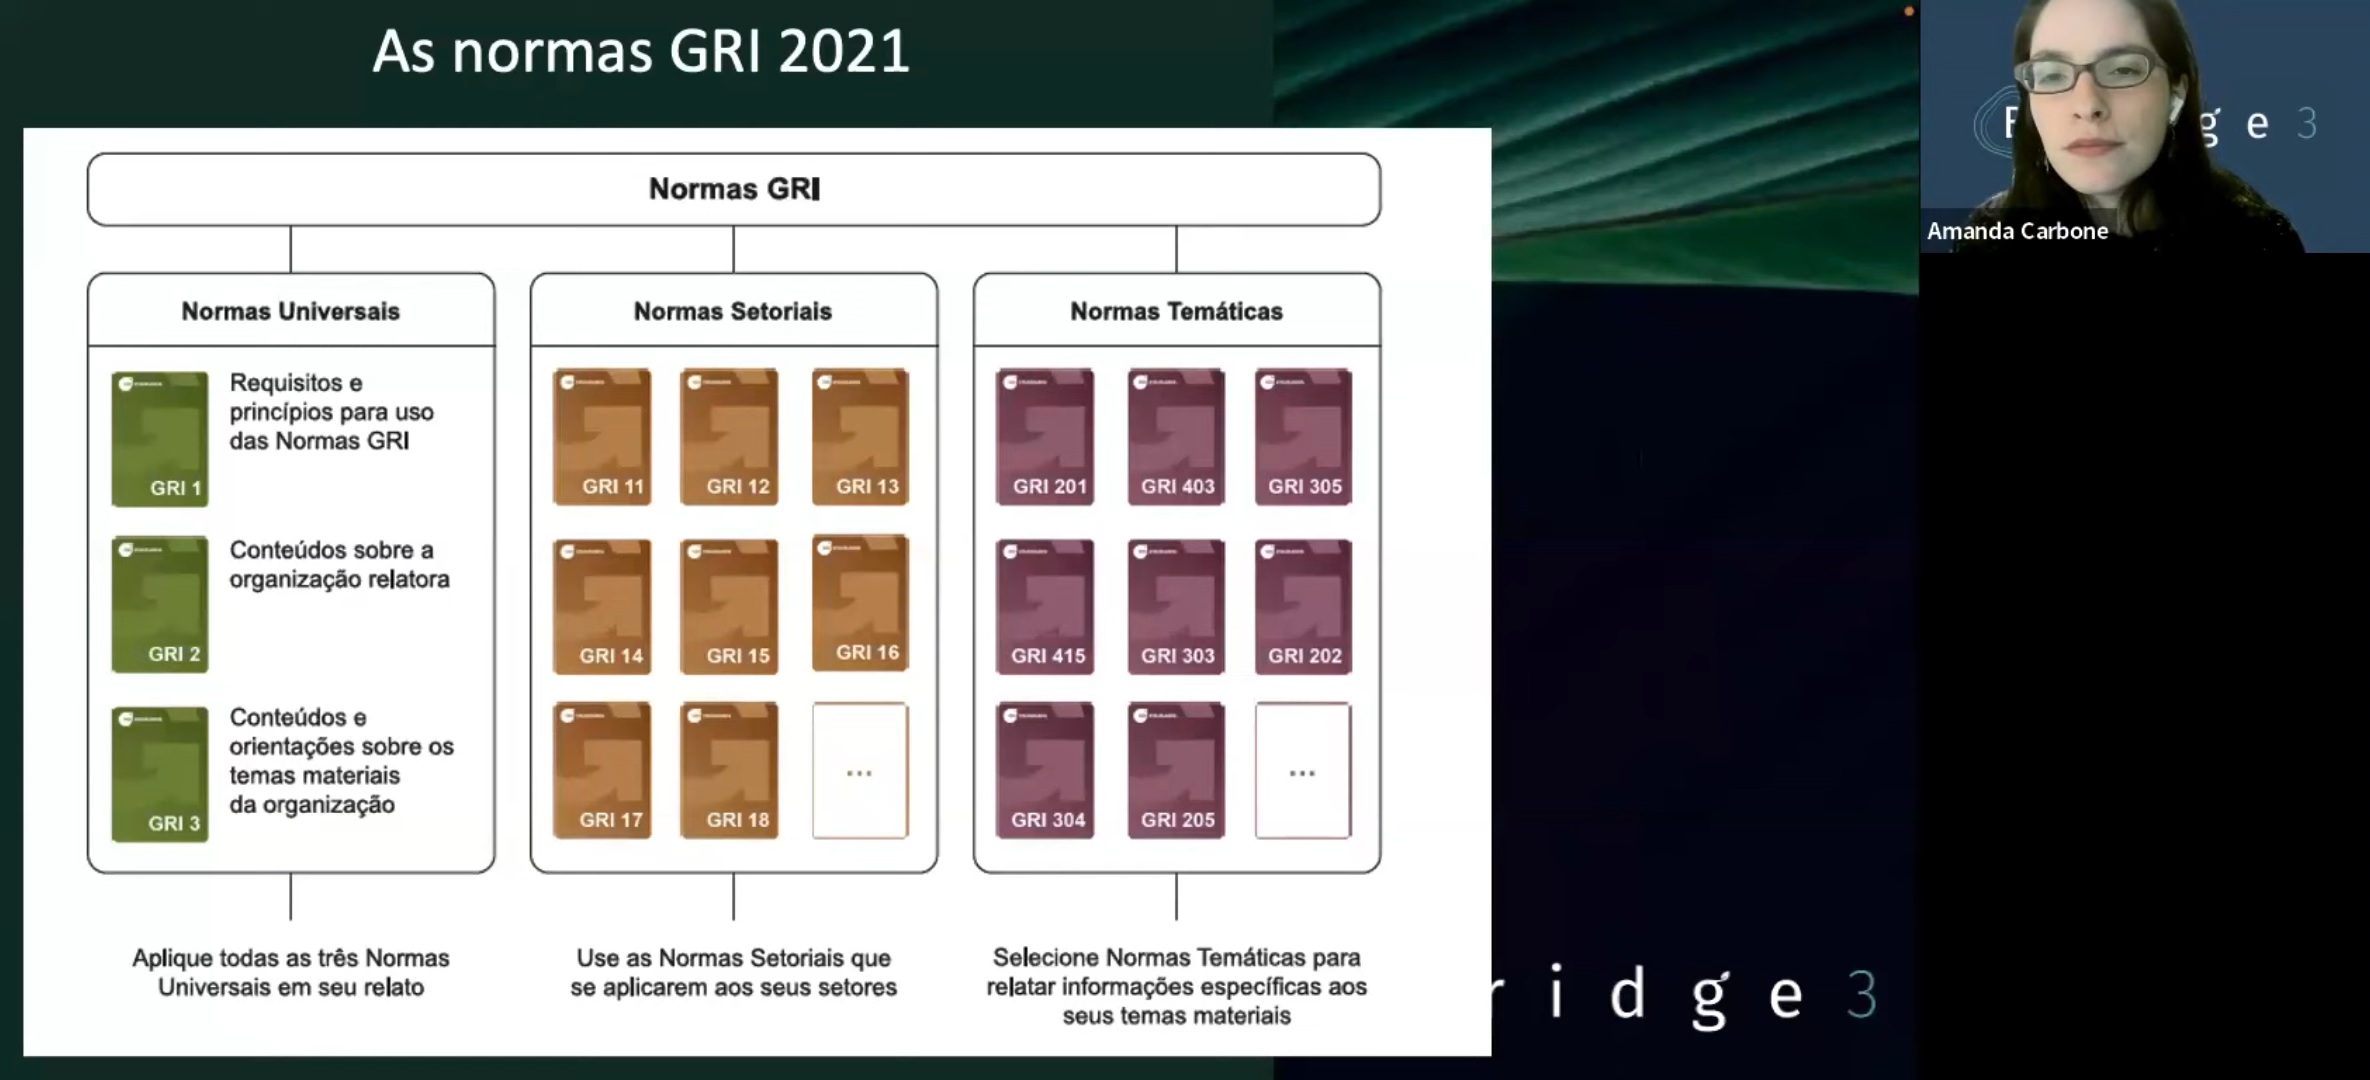 As normas GRI 2021
Normas GRI
Normas Universais
GRI 1
Requisitos e
princípios para uso
das Normas GRI
GRI 2
Conteúdos sobre a
organização relatora
GRI 3
Conteúdos e
orientações sobre os
temas materiais
da organização
Aplique todas as três Normas
Universais em seu relato
Normas Setoriais
GRI 11 GRI 12 GRI 13
GRI 14 GRI 15 GRI 16
GRI 17 GRI 18 ...
Use as Normas Setoriais que
se aplicarem aos seus setores
Normas Temáticas
GRI 201 GRI 403 GRI 305
GRI 415 GRI 303 GRI 202
GRI 304 GRI 205 ...
Selecione Normas Temáticas para
relatar informações específicas aos
seus temas materiais
ridge3
ge3
Amanda Carbone